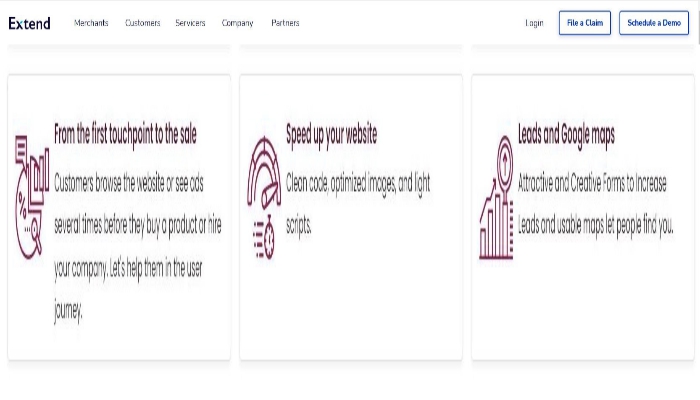 Extend
Merchants Customers Servicers Company Partners
Login File a Claim Schedule a Demo
From the first touchpoint to the sale
Customers browse the website or see ads
several times before they buy a product or hire
your company. Let's help them in the user
journey.
Speed up your website
Clean code, optimized images, and light
scripts.
Leads and Google maps
Attractive and Creative Forms to Increase
Leads and usable maps let people find you.